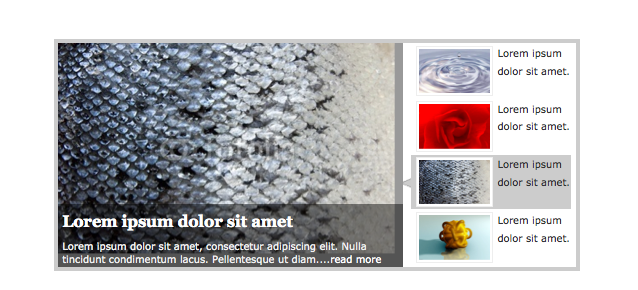 Lorem ipsum dolor sit amet
Lorem ipsum dolor sit amet, consectetur adipiscing elit. Nulla
tincidunt condimentum lacus. Pellentesque ut diam....read more
Lorem ipsum
dolor sit amet.
Lorem ipsum
dolor sit amet.
Lorem ipsum
dolor sit amet.
Lorem ipsum
dolor sit amet.